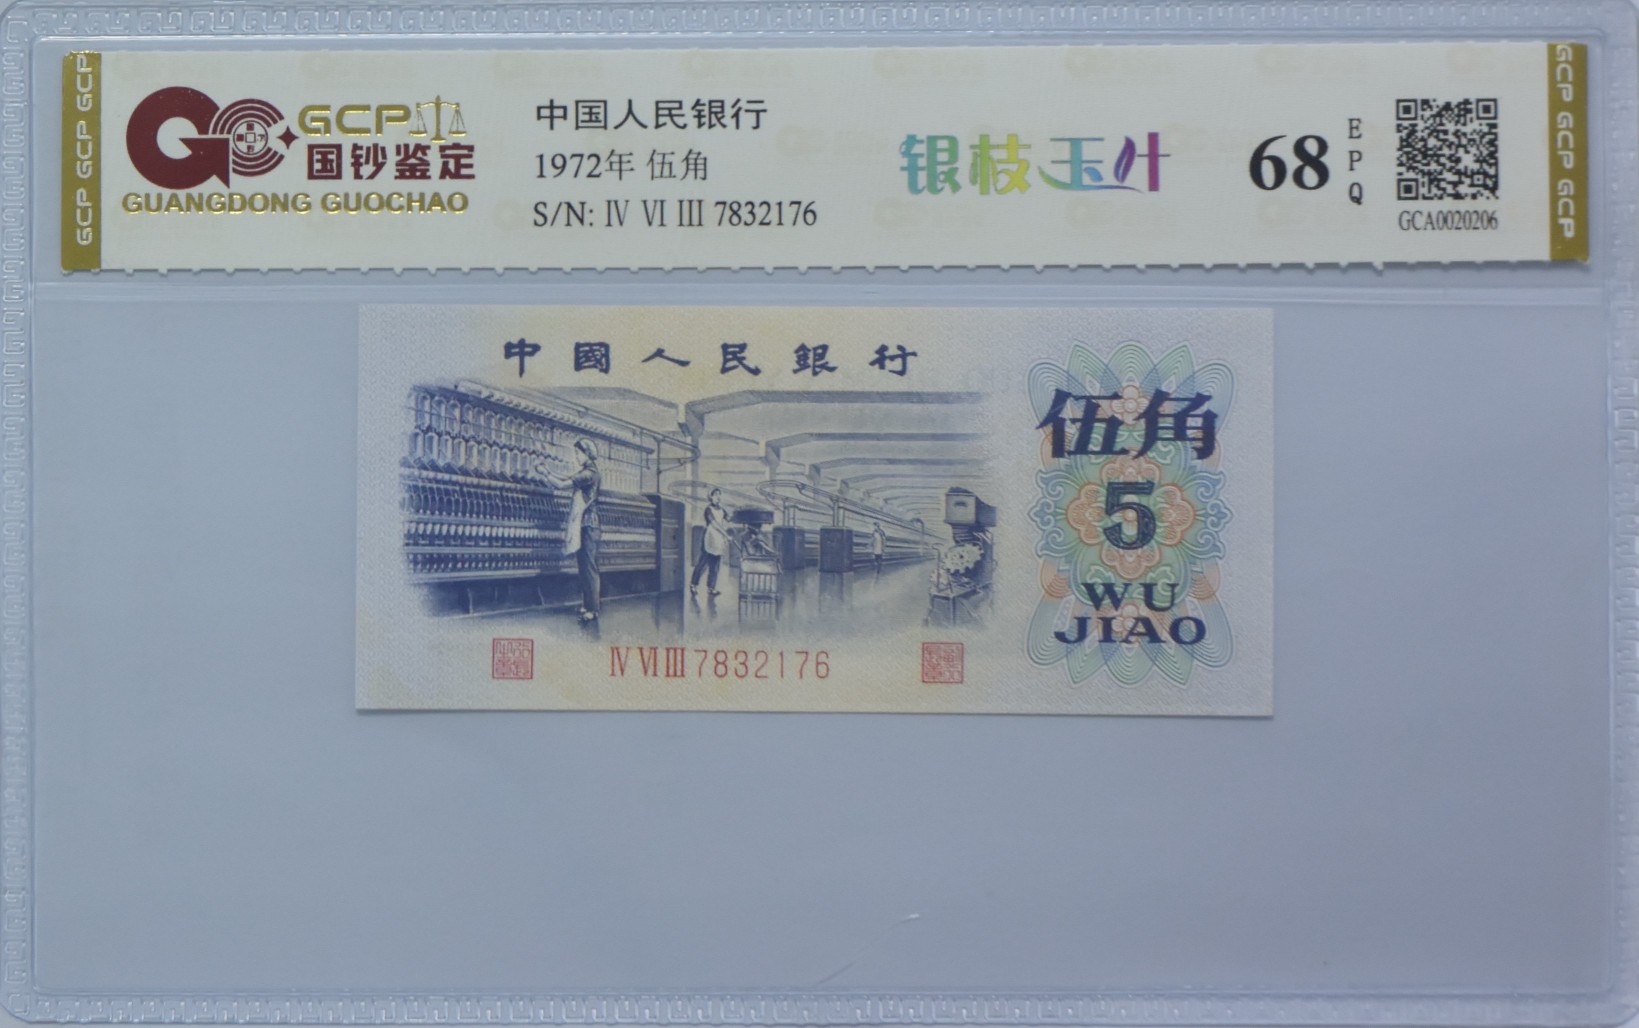 GCP GCP GCP
GCP
国钞鉴定
GUANGDONG GUOCHAO
中国人民银行
1972年 伍角
S/N: Ⅳ Ⅵ Ⅲ 7832176
银枝玉叶
68
EPQ
GCA0020206
GCP GCP GCP
中國人民銀行
伍角
5
WU
JIAO
Ⅳ Ⅵ Ⅲ 7832176